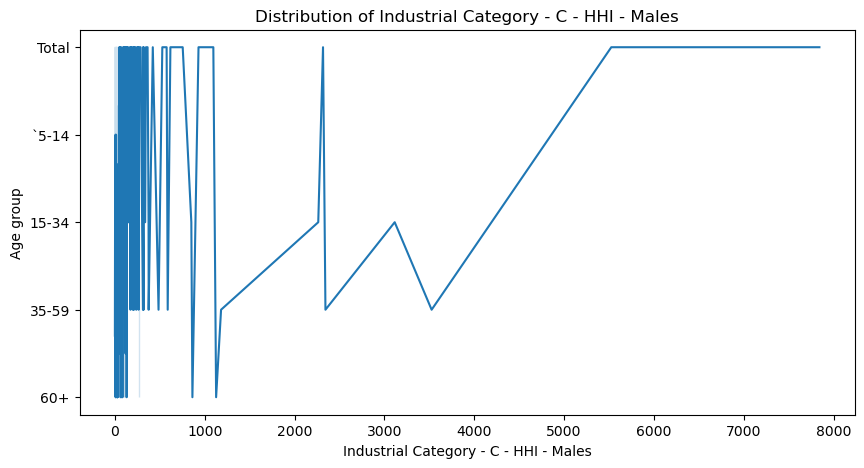 Distribution of Industrial Category - C - HHI - Males
Total
`5-14
15-34
35-59
60+
Age group
0 1000 2000 3000 4000 5000 6000 7000 8000
Industrial Category - C - HHI - Males